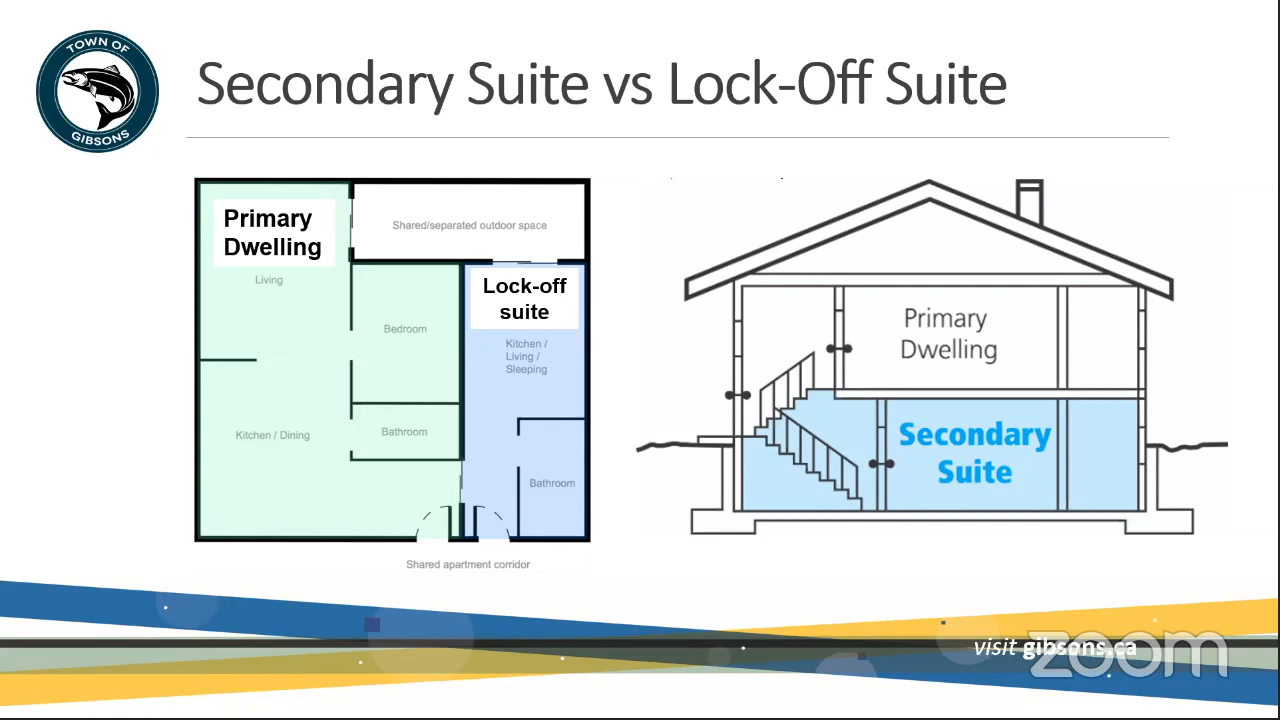 TOWN OF
GIBSONS
Secondary Suite vs Lock-Off Suite
Primary
Dwelling
Living
Shared/separated outdoor space
Bedroom
Lock-off
suite
Kitchen /
Living /
Sleeping
Kitchen / Dining
Bathroom
Bathroom
Shared apartment corridor
Primary
Dwelling
Secondary
Suite
visit gibsons.ca
zoom